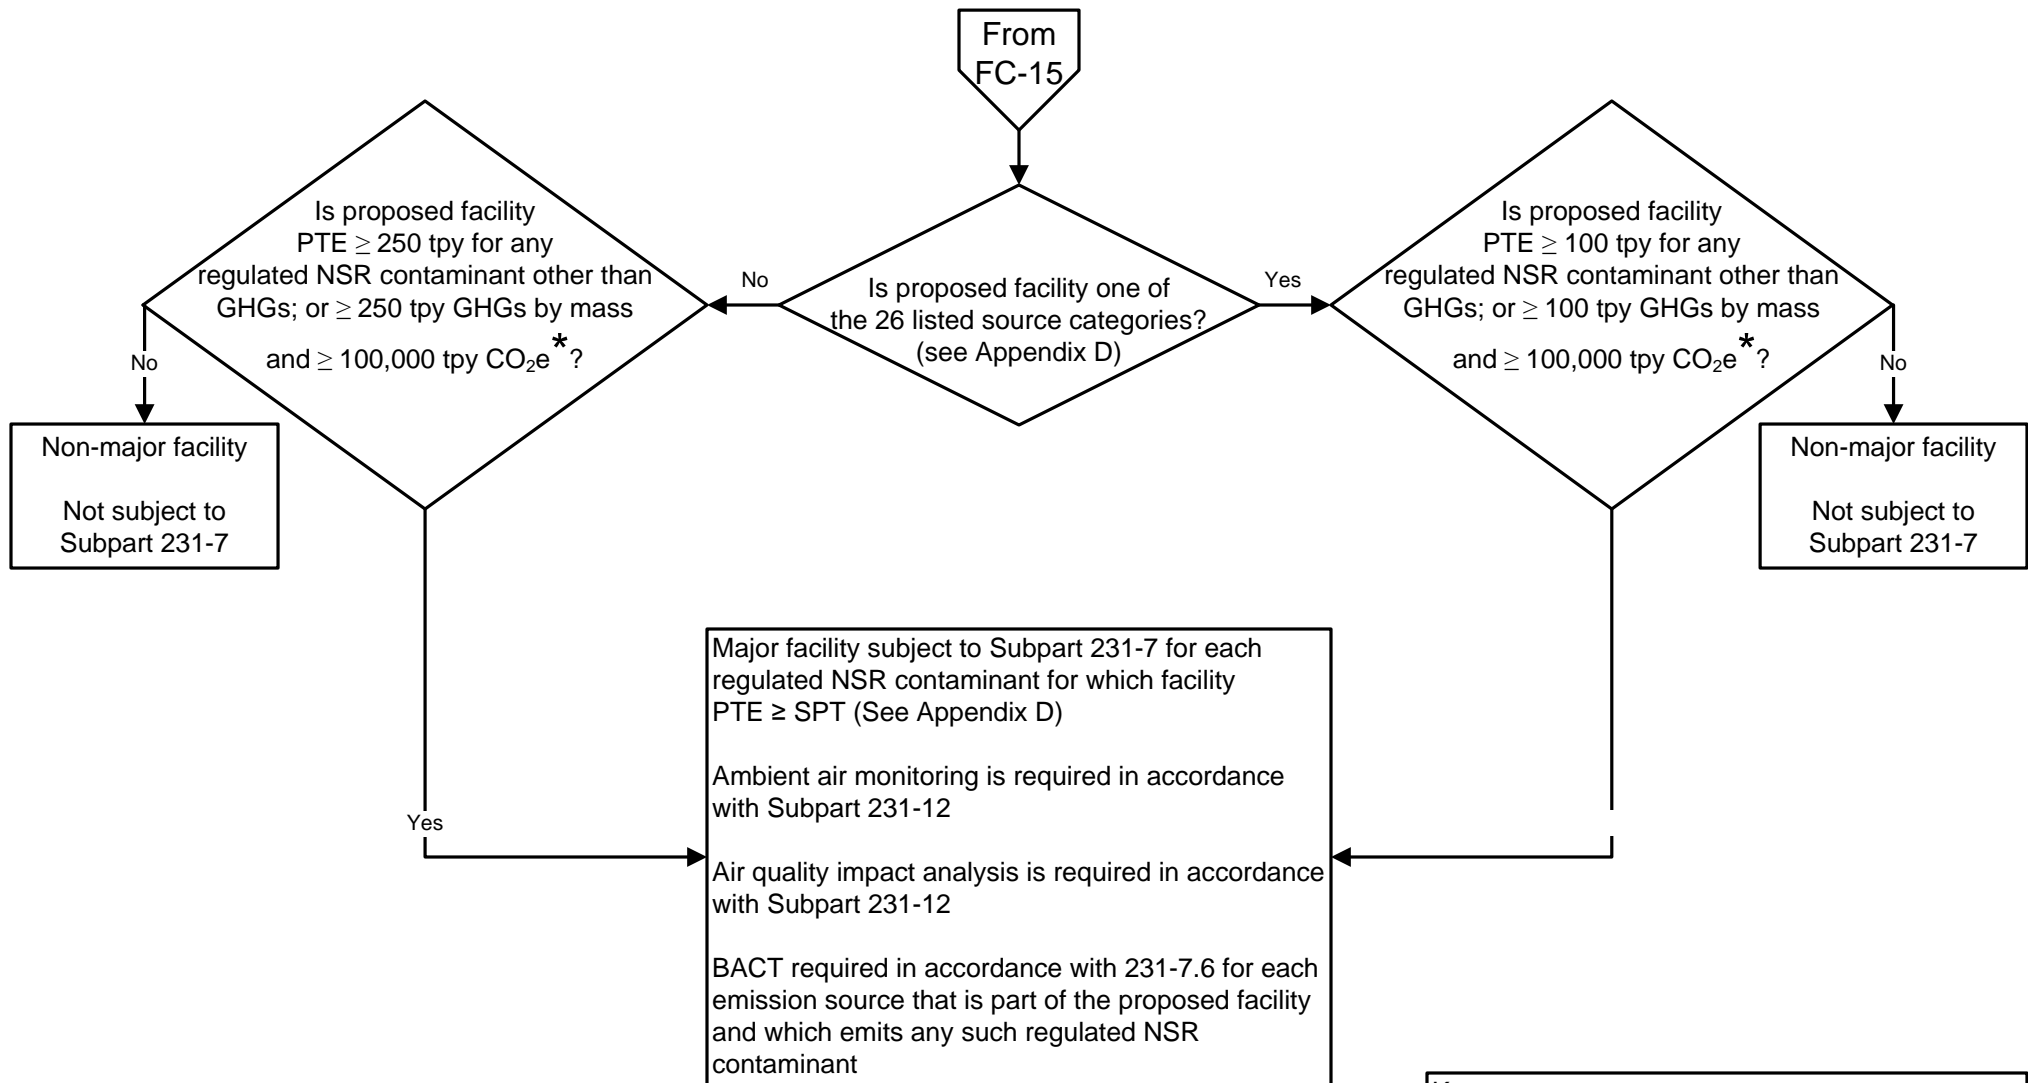 From
FC-15
Is proposed facility
PTE ≥ 250 tpy for any
regulated NSR contaminant other than
GHGs; or ≥ 250 tpy GHGs by mass
and ≥ 100,000 tpy CO₂e*?
No
Is proposed facility one of
the 26 listed source categories?
(see Appendix D)
Yes
Is proposed facility
PTE ≥ 100 tpy for any
regulated NSR contaminant other than
GHGs; or ≥ 100 tpy GHGs by mass
and ≥ 100,000 tpy CO₂e*?
No
No
Non-major facility
Not subject to
Subpart 231-7
Non-major facility
Not subject to
Subpart 231-7
Yes
Major facility subject to Subpart 231-7 for each
regulated NSR contaminant for which facility
PTE ≥ SPT (See Appendix D)
Ambient air monitoring is required in accordance
with Subpart 231-12
Air quality impact analysis is required in accordance
with Subpart 231-12
BACT required in accordance with 231-7.6 for each
emission source that is part of the proposed facility
and which emits any such regulated NSR
contaminant